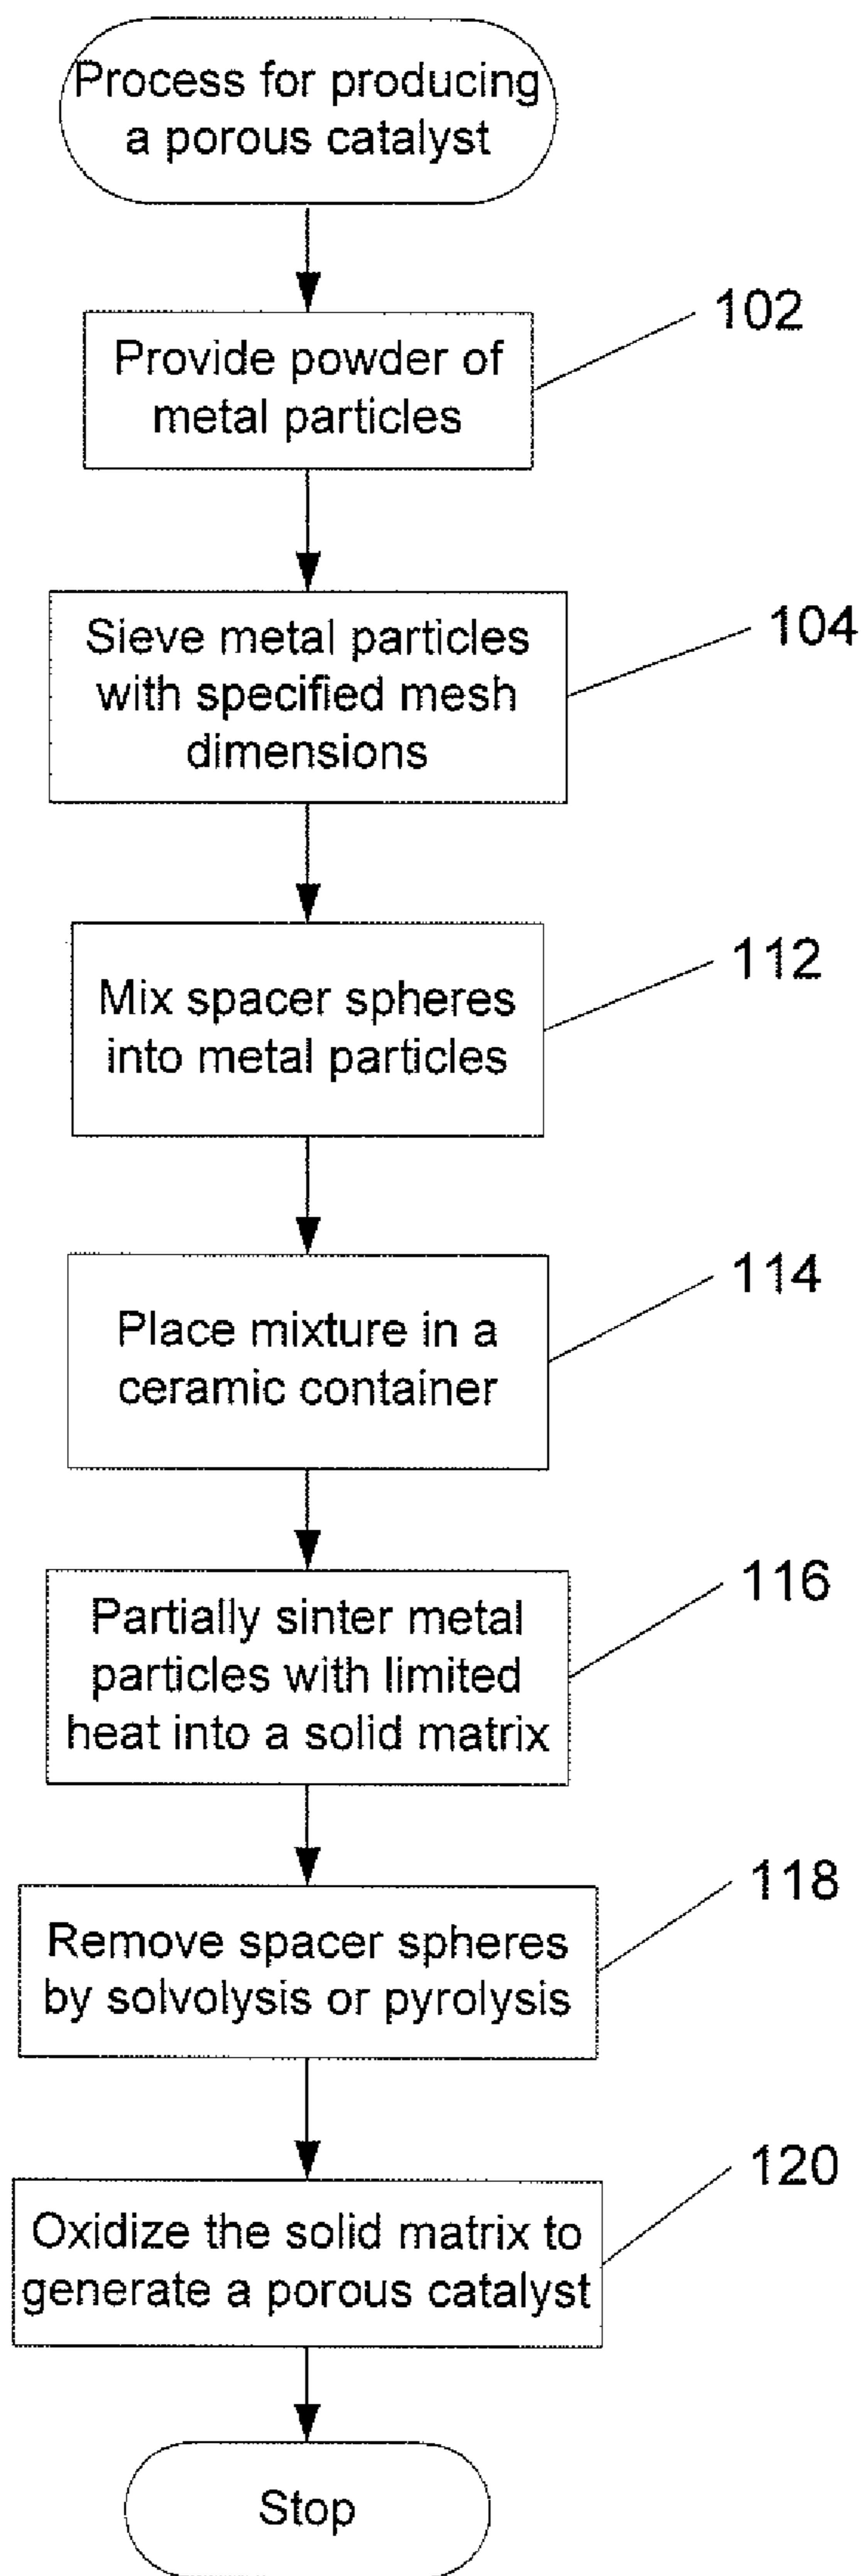 Process for producing
a porous catalyst
102
Provide powder of
metal particles
104
Sieve metal particles
with specified mesh
dimensions
112
Mix spacer spheres
into metal particles
114
Place mixture in a
ceramic container
116
Partially sinter metal
particles with limited
heat into a solid matrix
118
Remove spacer spheres
by solvolysis or pyrolysis
120
Oxidize the solid matrix to
generate a porous catalyst
Stop